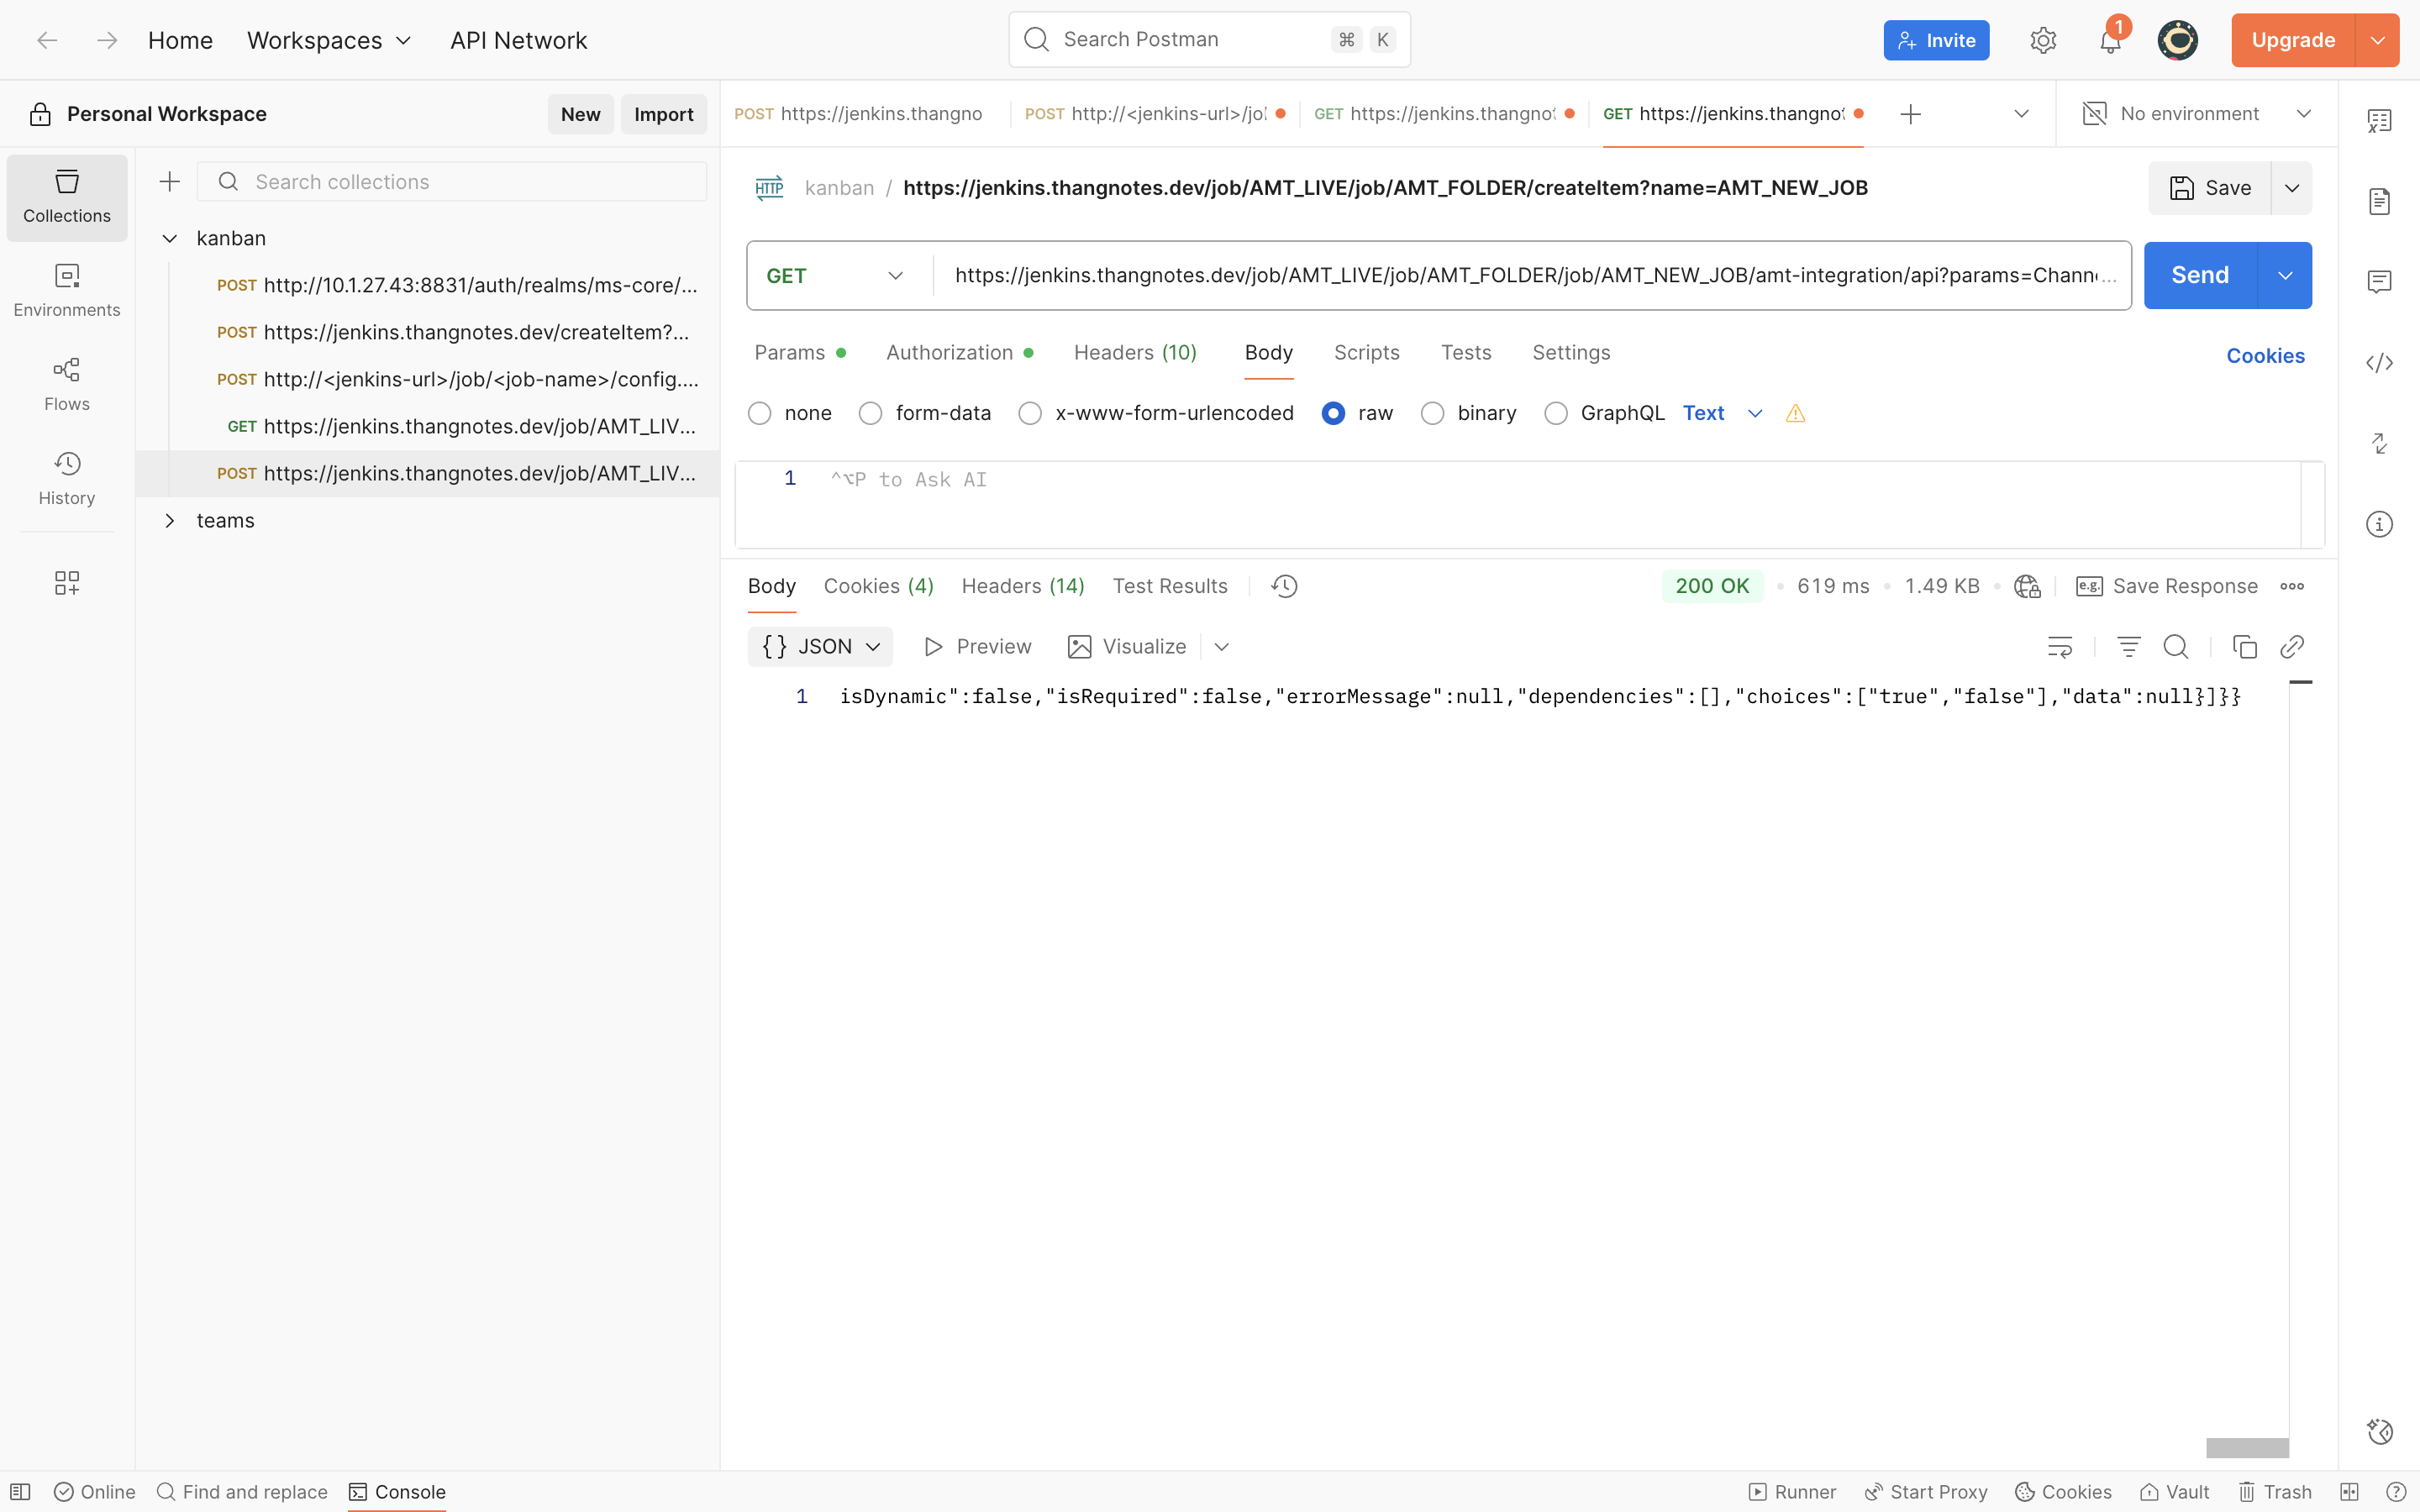 Home
Workspaces
API Network
Search Postman
⌘ K
Invite
1
Upgrade
Personal Workspace
New
Import
POST https://jenkins.thangno
POST http://<jenkins-url>/jo
GET https://jenkins.thangno
GET https://jenkins.thangno
No environment
Collections
Environments
Flows
History
Search collections
kanban
POST http://10.1.27.43:8831/auth/realms/ms-core/...
POST https://jenkins.thangnotes.dev/createItem?...
POST http://<jenkins-url>/job/<job-name>/config....
GET https://jenkins.thangnotes.dev/job/AMT_LIV...
POST https://jenkins.thangnotes.dev/job/AMT_LIV...
teams
HTTP kanban / https://jenkins.thangnotes.dev/job/AMT_LIVE/job/AMT_FOLDER/createItem?name=AMT_NEW_JOB
Save
GET
https://jenkins.thangnotes.dev/job/AMT_LIVE/job/AMT_FOLDER/job/AMT_NEW_JOB/amt-integration/api?params=Chann...
Send
Params
Authorization
Headers (10)
Body
Scripts
Tests
Settings
Cookies
none
form-data
x-www-form-urlencoded
raw
binary
GraphQL
Text
1 ^⌥P to Ask AI
Body
Cookies (4)
Headers (14)
Test Results
200 OK • 619 ms • 1.49 KB •
e.g. Save Response
{} JSON
Preview
Visualize
1 isDynamic":false,"isRequired":false,"errorMessage":null,"dependencies":[],"choices":["true","false"],"data":null}]}}
Online
Find and replace
Console
Runner
Start Proxy
Cookies
Vault
Trash